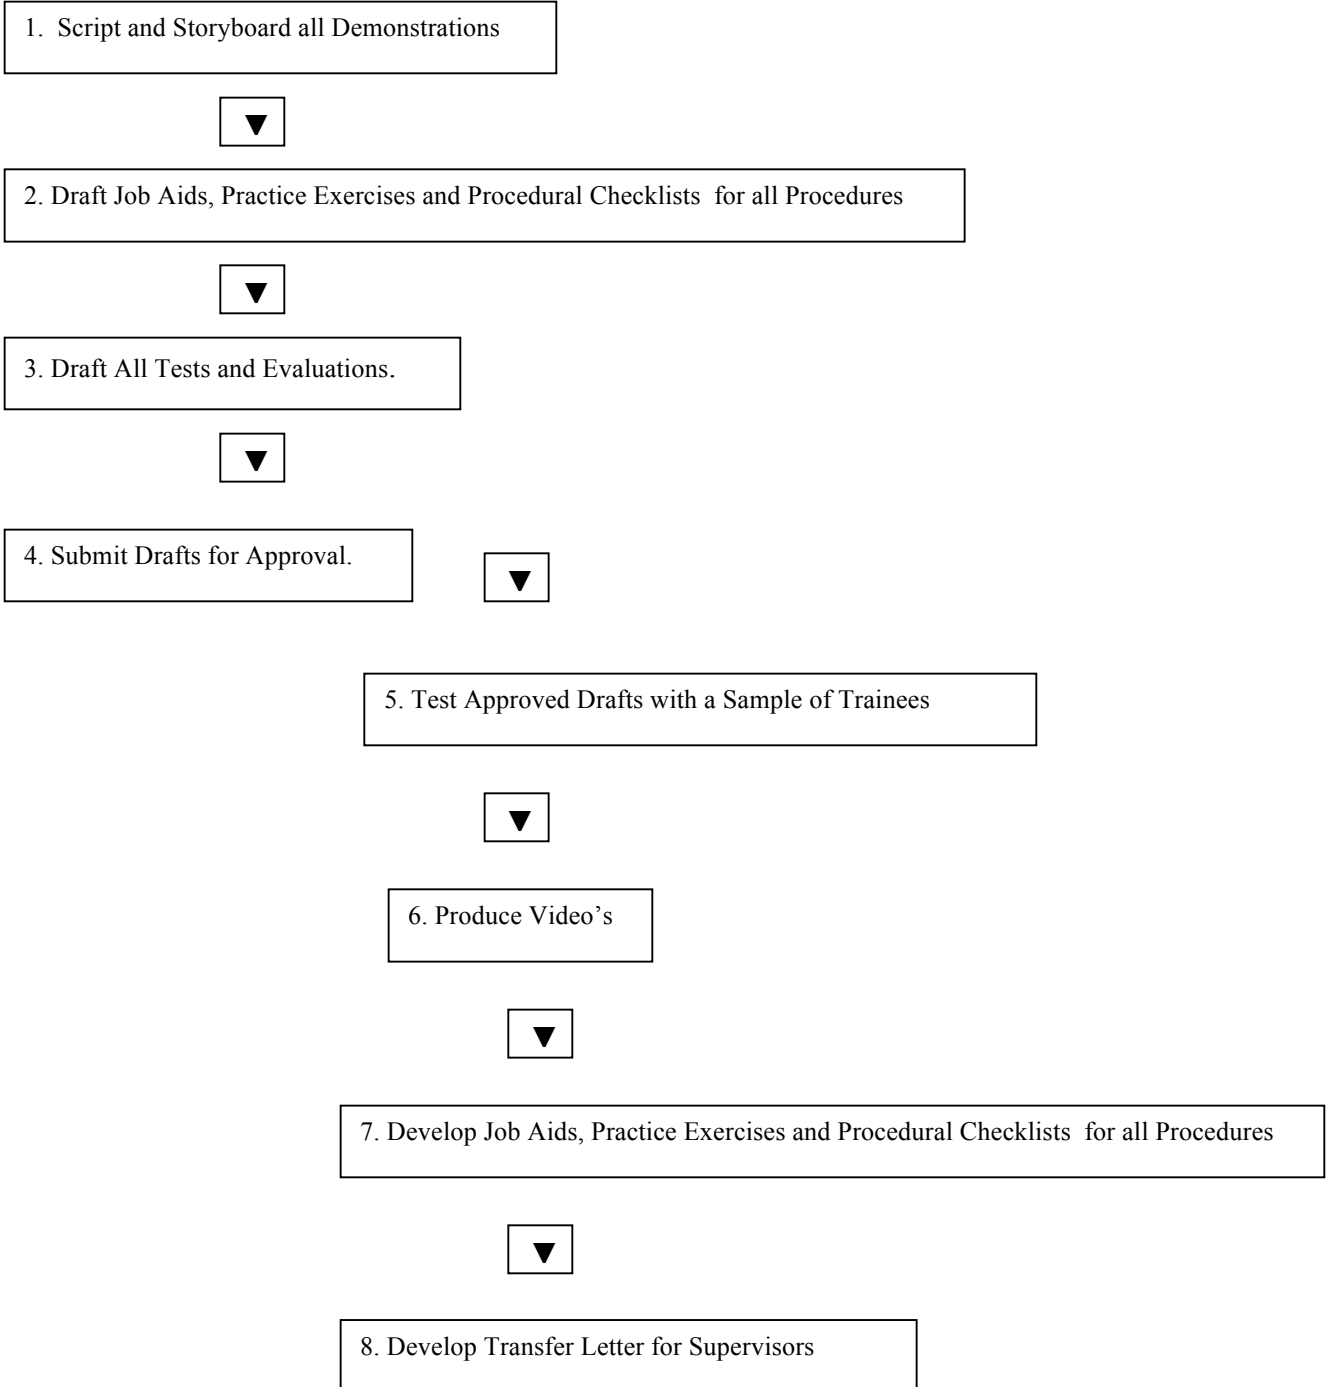 1.  Script and Storyboard all Demonstrations
▼
2. Draft Job Aids, Practice Exercises and Procedural Checklists  for all Procedures
▼
3. Draft All Tests and Evaluations.
▼
4. Submit Drafts for Approval.
▼
5. Test Approved Drafts with a Sample of Trainees
▼
6. Produce Video’s
▼
7. Develop Job Aids, Practice Exercises and Procedural Checklists  for all Procedures
▼
8. Develop Transfer Letter for Supervisors